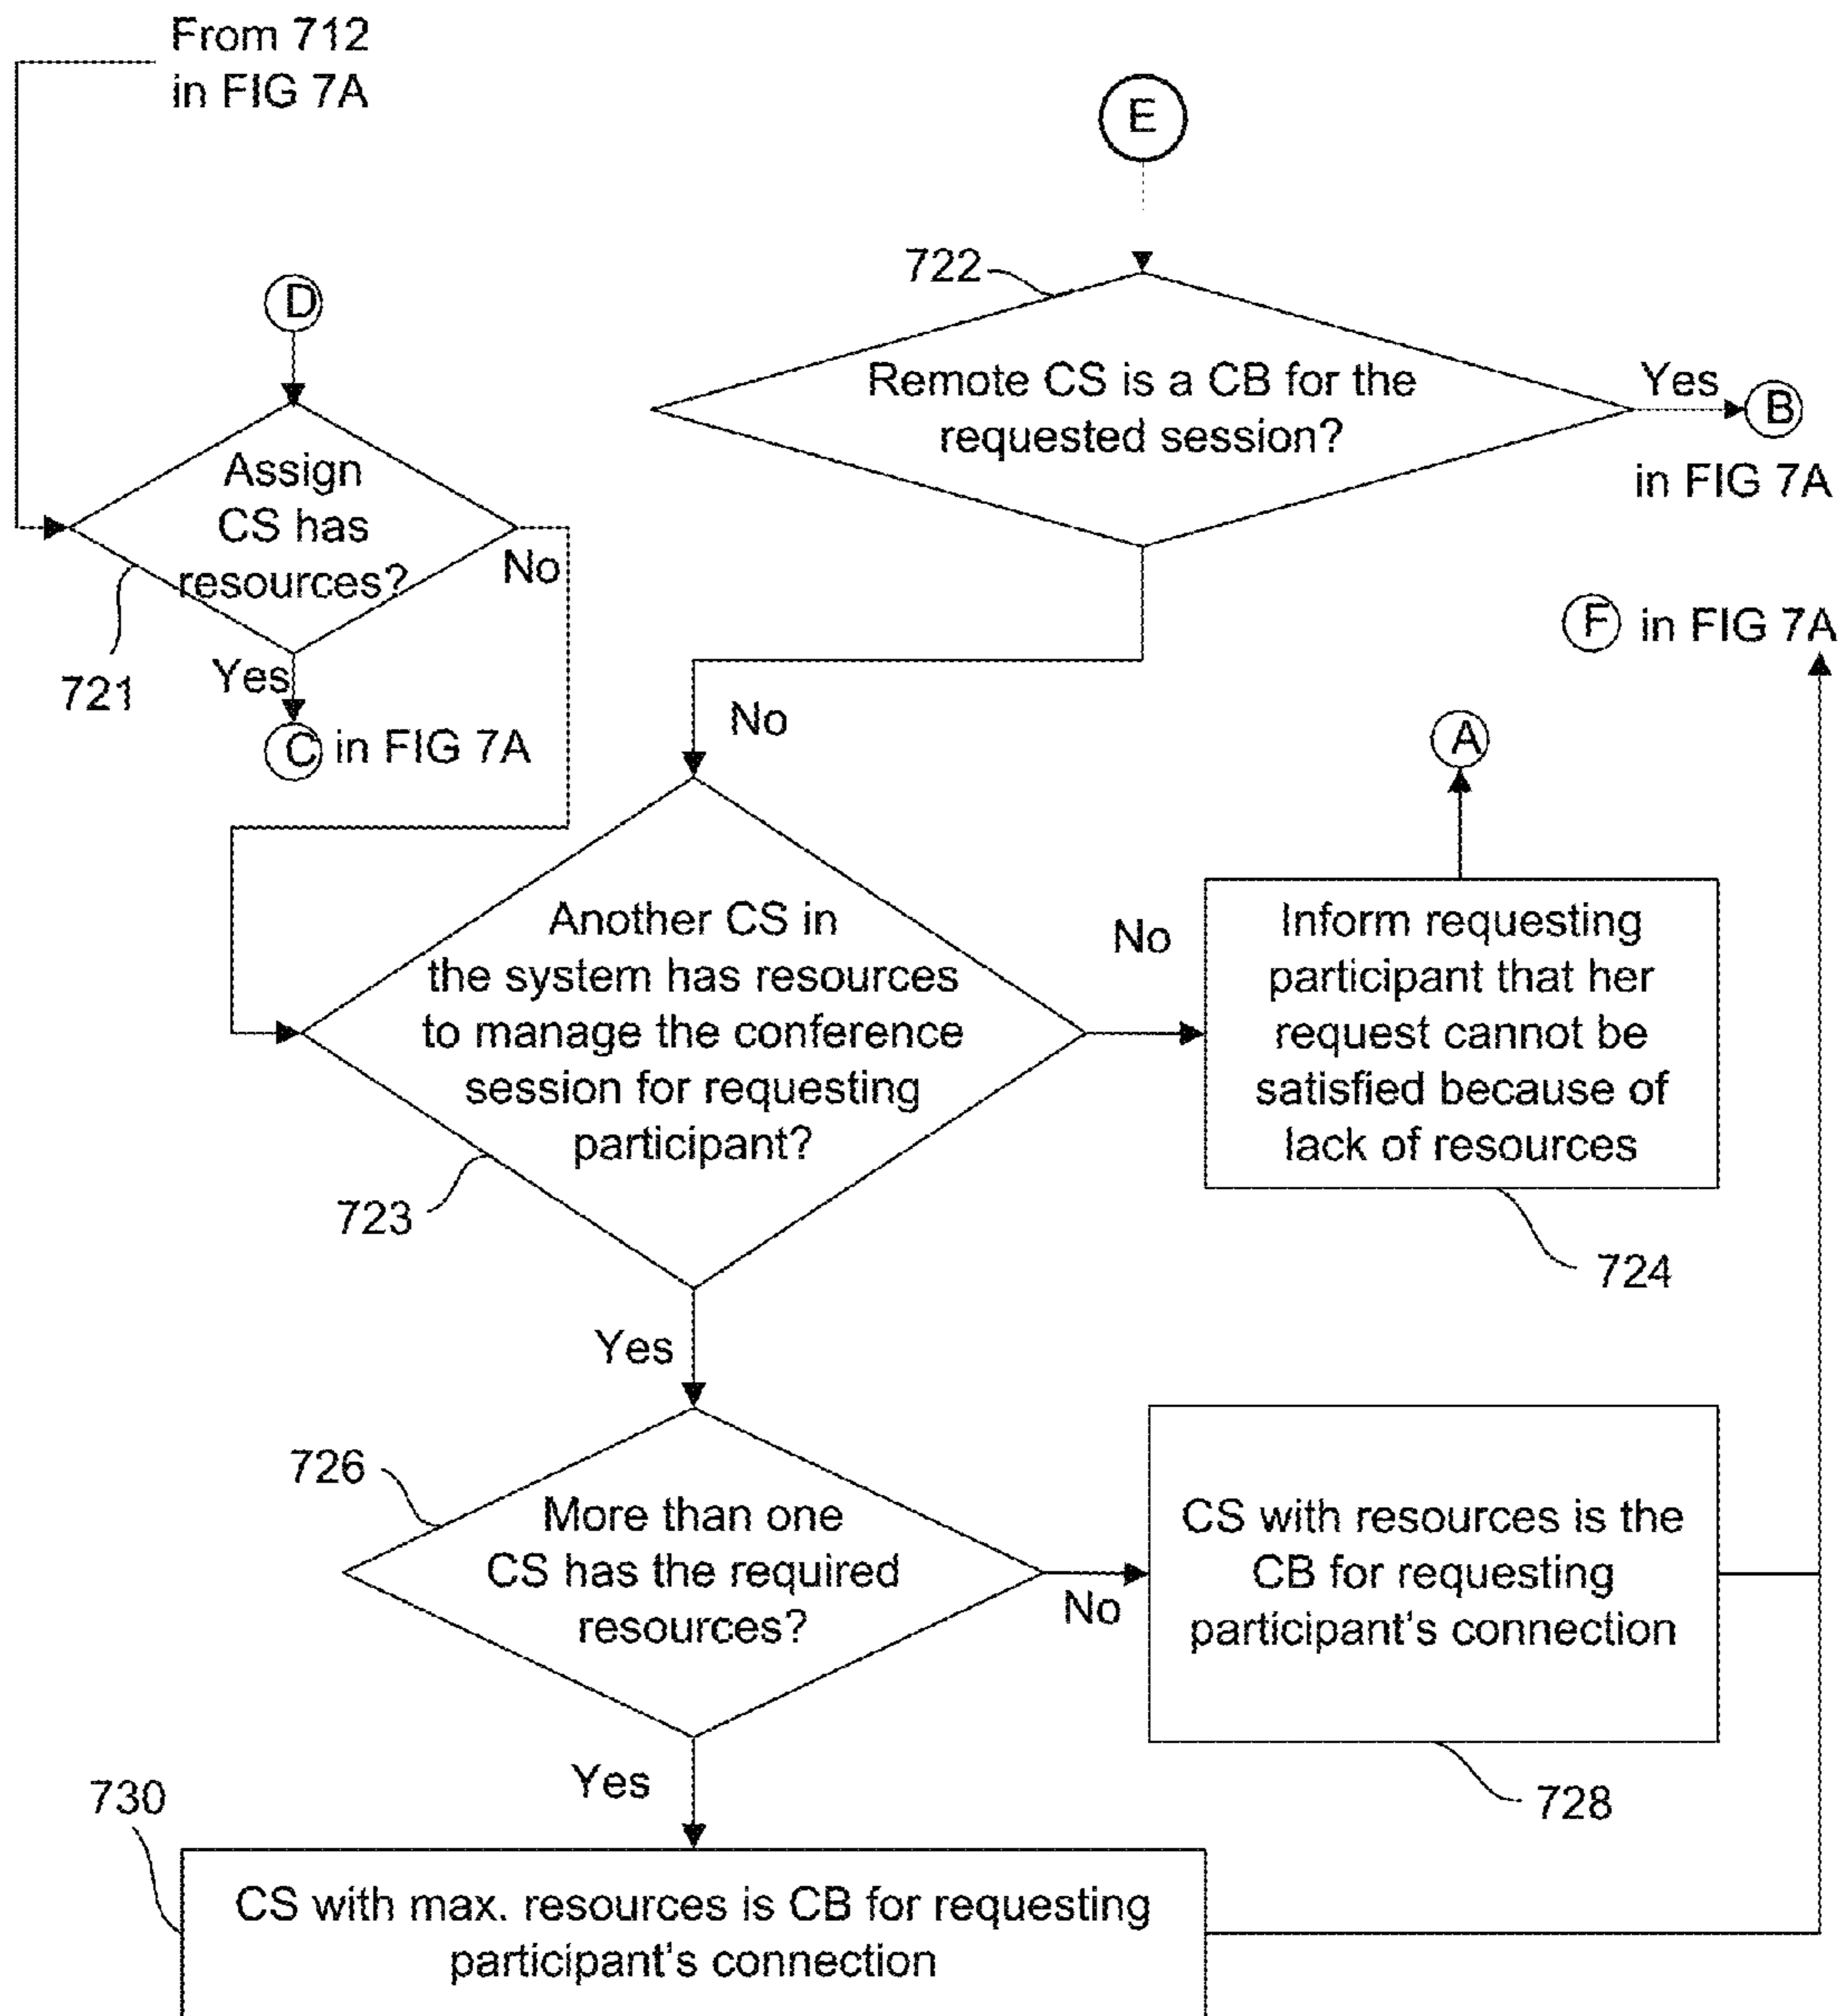 From 712
in FIG 7A
E
722
D
Remote CS is a CB for the
requested session?
Yes
B
in FIG 7A
Assign
CS has
resources?
No
721
Yes
C in FIG 7A
F in FIG 7A
No
A
Another CS in
the system has resources
to manage the conference
session for requesting
participant?
No
Inform requesting
participant that her
request cannot be
satisfied because of
lack of resources
723
724
Yes
726
More than one
CS has the required
resources?
No
CS with resources is the
CB for requesting
participant's connection
728
Yes
730
CS with max. resources is CB for requesting
participant's connection